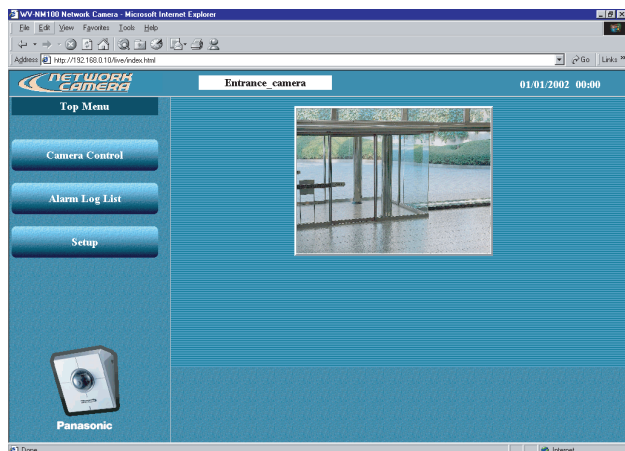 WV-NM100 Network Camera - Microsoft Internet Explorer
File Edit View Favorites Tools Help
Address http://192.168.0.10/live/index.html Go Links »
NETWORK
CAMERA
Entrance_camera
01/01/2002 00:00
Top Menu
Camera Control
Alarm Log List
Setup
Panasonic
Done Internet